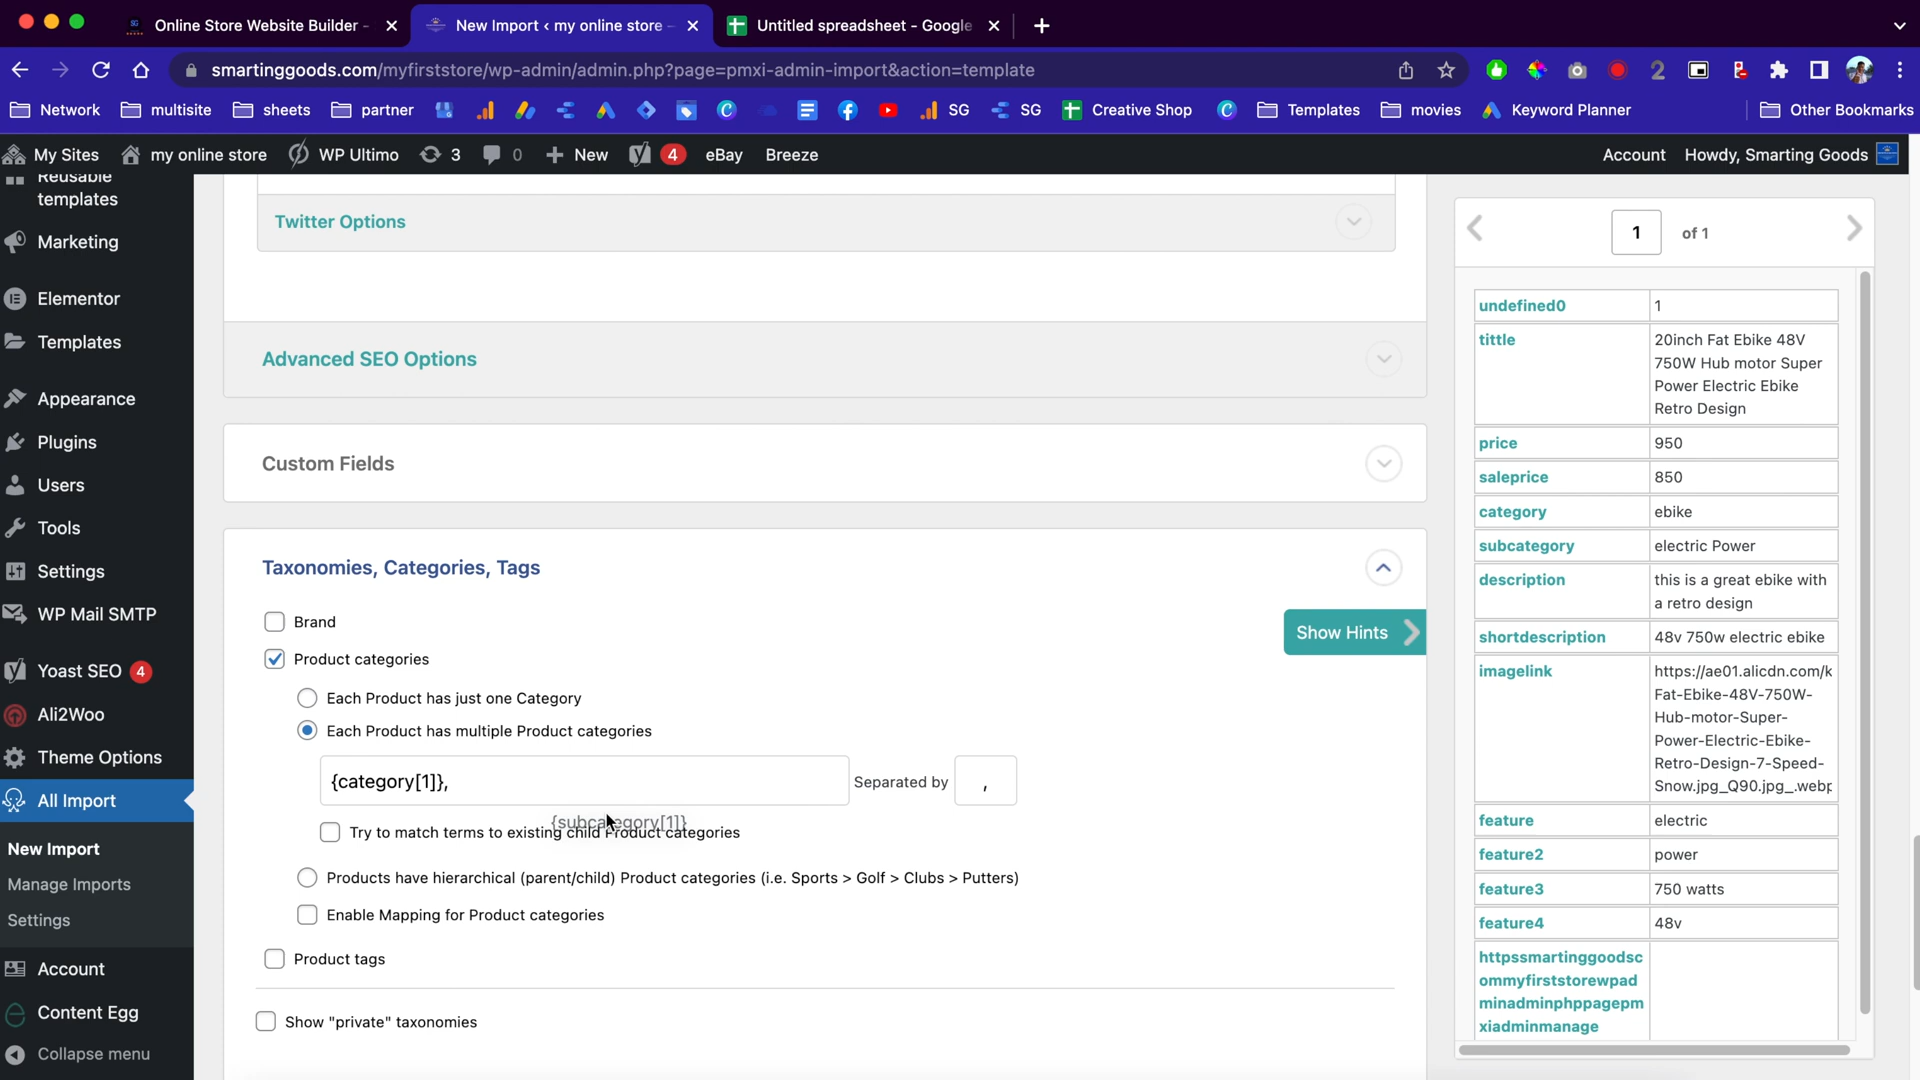 Online Store Website Builder -
New Import ‹ my online store -
Untitled spreadsheet - Google
smartinggoods.com/myfirststore/wp-admin/admin.php?page=pmxi-admin-import&action=template
2
Network
multisite
sheets
partner
SG
SG
Creative Shop
Templates
movies
Keyword Planner
Other Bookmarks
My Sites
my online store
WP Ultimo
3
0
New
4
eBay
Breeze
Account
Howdy, Smarting Goods
Reusable
templates
Marketing
Elementor
Templates
Appearance
Plugins
Users
Tools
Settings
WP Mail SMTP
Yoast SEO 4
Ali2Woo
Theme Options
All Import
New Import
Manage Imports
Settings
Account
Content Egg
Collapse menu
Twitter Options
Advanced SEO Options
Custom Fields
Taxonomies, Categories, Tags
Brand
Show Hints
Product categories
Each Product has just one Category
Each Product has multiple Product categories
{category[1]},
Separated by
,
{subcategory[1]}
Try to match terms to existing child Product categories
Products have hierarchical (parent/child) Product categories (i.e. Sports > Golf > Clubs > Putters)
Enable Mapping for Product categories
Product tags
Show "private" taxonomies
1 of 1
undefined0 1
tittle 20inch Fat Ebike 48V
750W Hub motor Super
Power Electric Ebike
Retro Design
price 950
saleprice 850
category ebike
subcategory electric Power
description this is a great ebike with
a retro design
shortdescription 48v 750w electric ebike
imagelink https://ae01.alicdn.com/k
Fat-Ebike-48V-750W-
Hub-motor-Super-
Power-Electric-Ebike-
Retro-Design-7-Speed-
Snow.jpg_Q90.jpg_.webp
feature electric
feature2 power
feature3 750 watts
feature4 48v
httpssmartinggoodsc
ommyfirststorewpad
minadminphppagepm
xiadminmanage